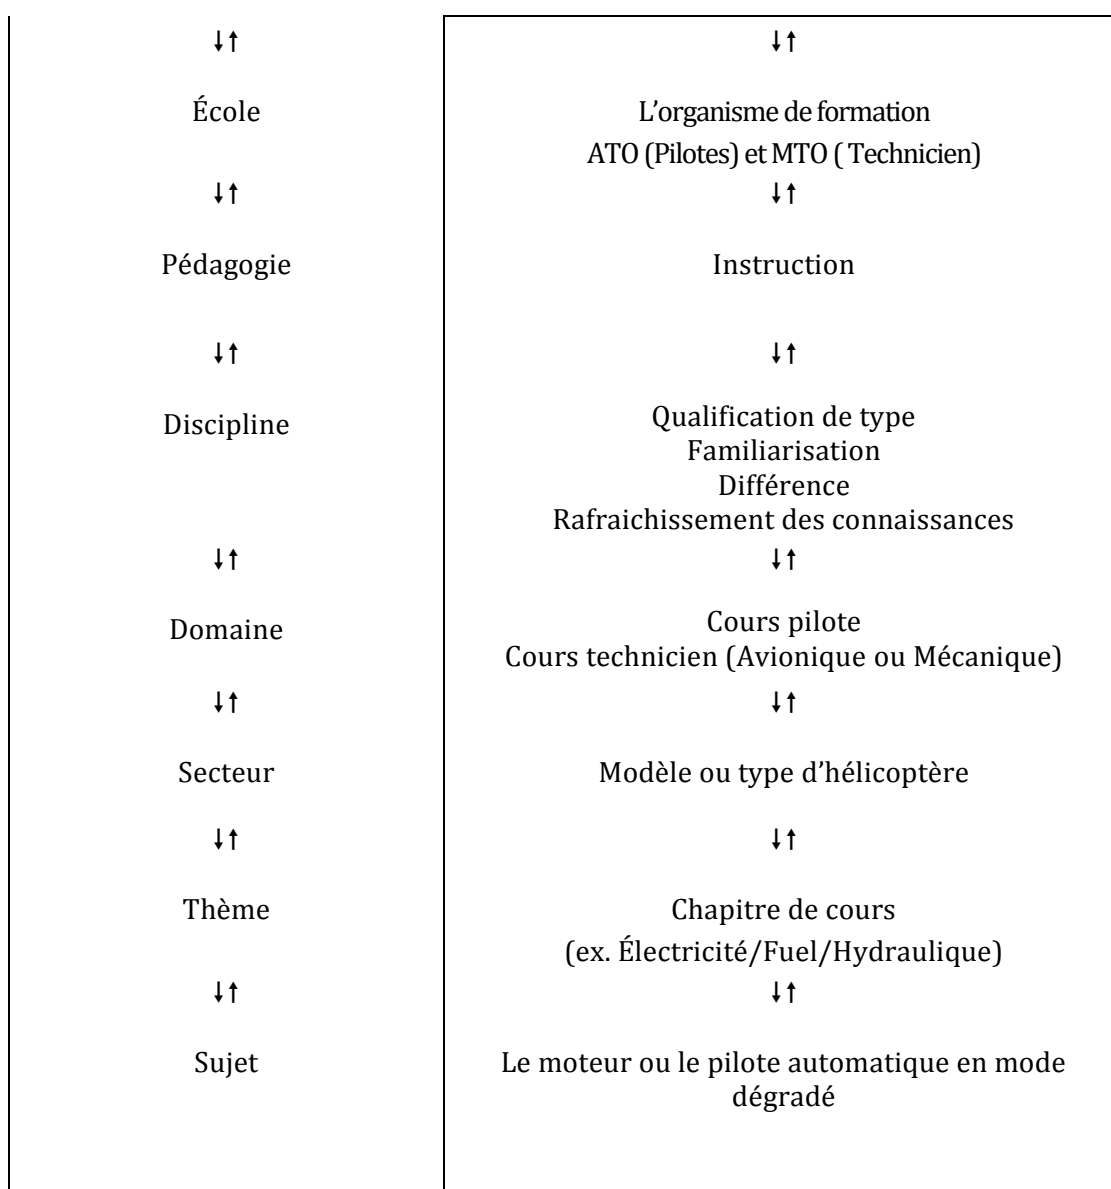 ↓↑ ↓↑
École L’organisme de formation
ATO (Pilotes) et MTO ( Technicien)
↓↑ ↓↑
Pédagogie Instruction
↓↑ ↓↑
Discipline Qualification de type
Familiarisation
Différence
Rafraichissement des connaissances
↓↑ ↓↑
Domaine Cours pilote
Cours technicien (Avionique ou Mécanique)
↓↑ ↓↑
Secteur Modèle ou type d’hélicoptère
↓↑ ↓↑
Thème Chapitre de cours
(ex. Électricité/Fuel/Hydraulique)
↓↑ ↓↑
Sujet Le moteur ou le pilote automatique en mode
dégradé